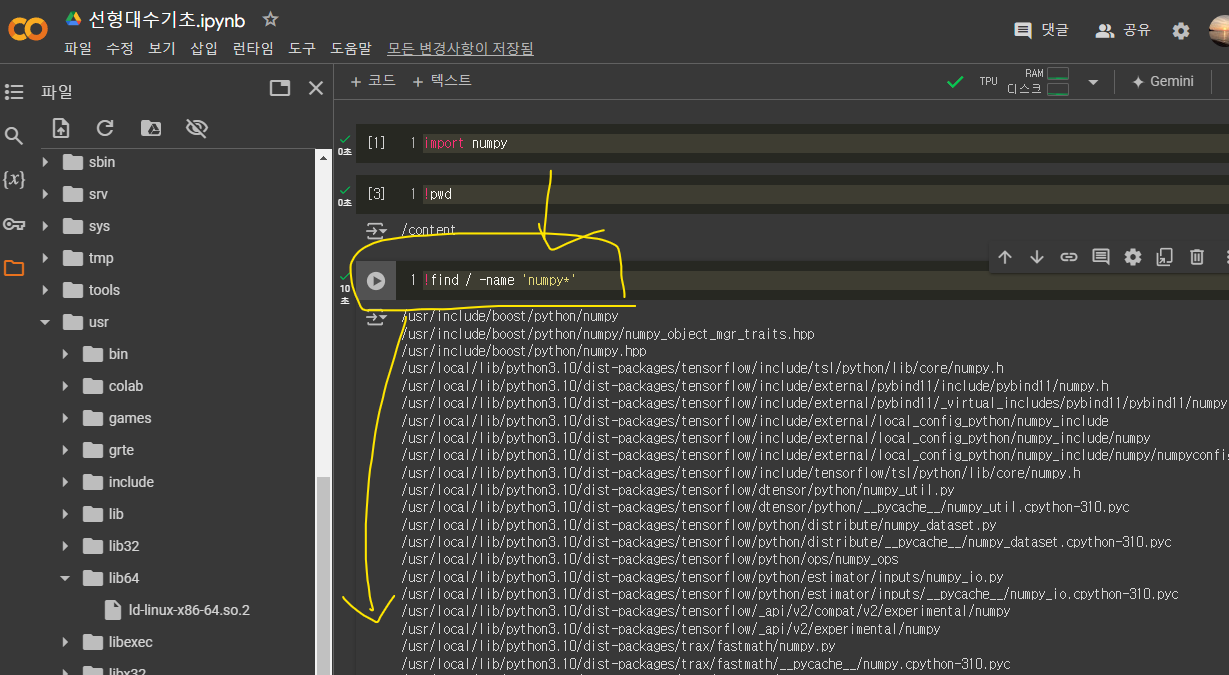 선형대수기초.ipynb
파일 수정 보기 삽입 런타임 도구 도움말 모든 변경사항이 저장됨
댓글 공유
파일
+ 코드 + 텍스트
TPU RAM 디스크 Gemini
sbin
srv
sys
tmp
tools
usr
bin
colab
games
grte
include
lib
lib32
lib64
ld-linux-x86-64.so.2
libexec
libx32
0초 [1] 1 import numpy
0초 [3] 1 !pwd
/content
10초 1 !find / -name 'numpy*'
/usr/include/boost/python/numpy
/usr/include/boost/python/numpy/numpy_object_mgr_traits.hpp
/usr/include/boost/python/numpy.hpp
/usr/local/lib/python3.10/dist-packages/tensorflow/include/tsl/python/lib/core/numpy.h
/usr/local/lib/python3.10/dist-packages/tensorflow/include/external/pybind11/include/pybind11/numpy.h
/usr/local/lib/python3.10/dist-packages/tensorflow/include/external/pybind11/_virtual_includes/pybind11/pybind11/numpy
/usr/local/lib/python3.10/dist-packages/tensorflow/include/external/local_config_python/numpy_include
/usr/local/lib/python3.10/dist-packages/tensorflow/include/external/local_config_python/numpy_include/numpy
/usr/local/lib/python3.10/dist-packages/tensorflow/include/external/local_config_python/numpy_include/numpy/numpyconfig
/usr/local/lib/python3.10/dist-packages/tensorflow/include/tensorflow/tsl/python/lib/core/numpy.h
/usr/local/lib/python3.10/dist-packages/tensorflow/dtensor/python/numpy_util.py
/usr/local/lib/python3.10/dist-packages/tensorflow/dtensor/python/__pycache__/numpy_util.cpython-310.pyc
/usr/local/lib/python3.10/dist-packages/tensorflow/python/distribute/numpy_dataset.py
/usr/local/lib/python3.10/dist-packages/tensorflow/python/distribute/__pycache__/numpy_dataset.cpython-310.pyc
/usr/local/lib/python3.10/dist-packages/tensorflow/python/ops/numpy_ops
/usr/local/lib/python3.10/dist-packages/tensorflow/python/estimator/inputs/numpy_io.py
/usr/local/lib/python3.10/dist-packages/tensorflow/python/estimator/inputs/__pycache__/numpy_io.cpython-310.pyc
/usr/local/lib/python3.10/dist-packages/tensorflow/_api/v2/compat/v2/experimental/numpy
/usr/local/lib/python3.10/dist-packages/tensorflow/_api/v2/experimental/numpy
/usr/local/lib/python3.10/dist-packages/trax/fastmath/numpy.py
/usr/local/lib/python3.10/dist-packages/trax/fastmath/__pycache__/numpy.cpython-310.pyc